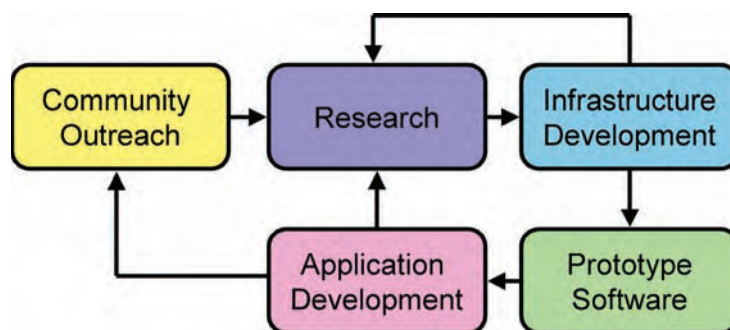 Community
Outreach
Research
Infrastructure
Development
Application
Development
Prototype
Software